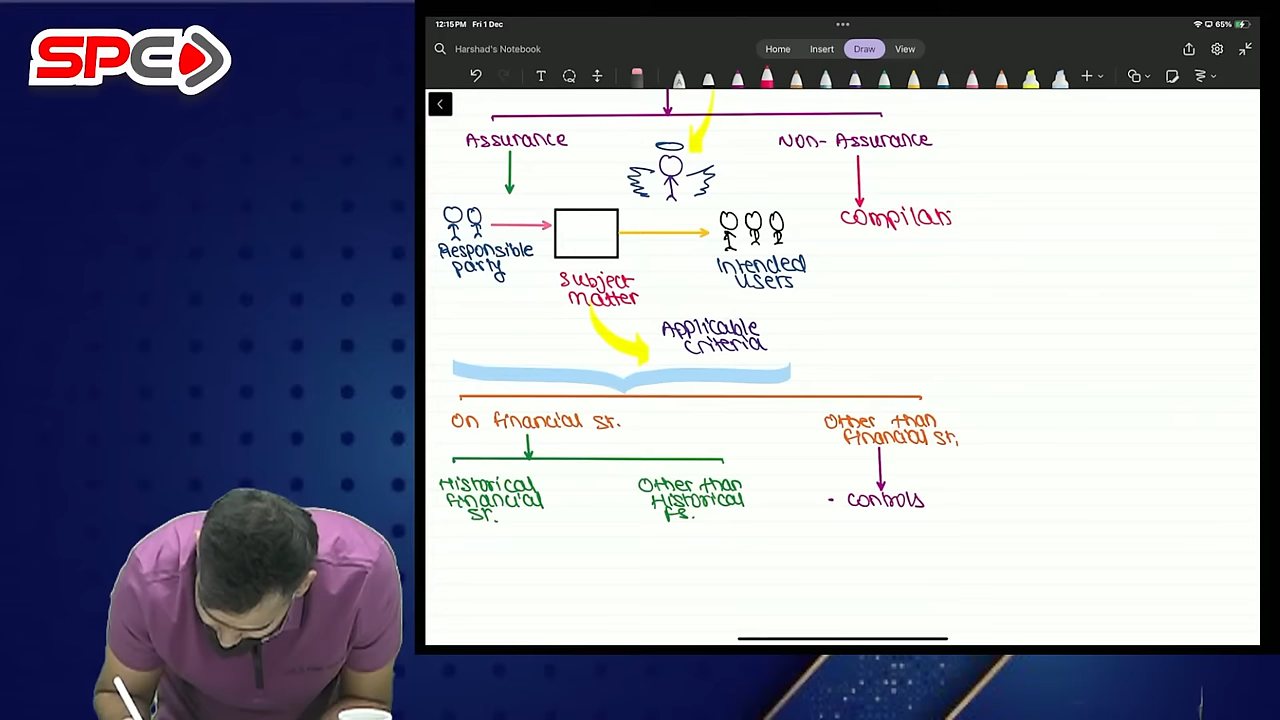 SPC
12:15 PM Fri 1 Dec
65%
Harshad's Notebook
Home
Insert
Draw
View
Assurance
Non-Assurance
compilati
Responsible
party
Subject
matter
Intended
users
Applicable
criteria
On financial St.
Other than
financial St.
Historical
financial
St.
Other than
Historical
FS.
- controls